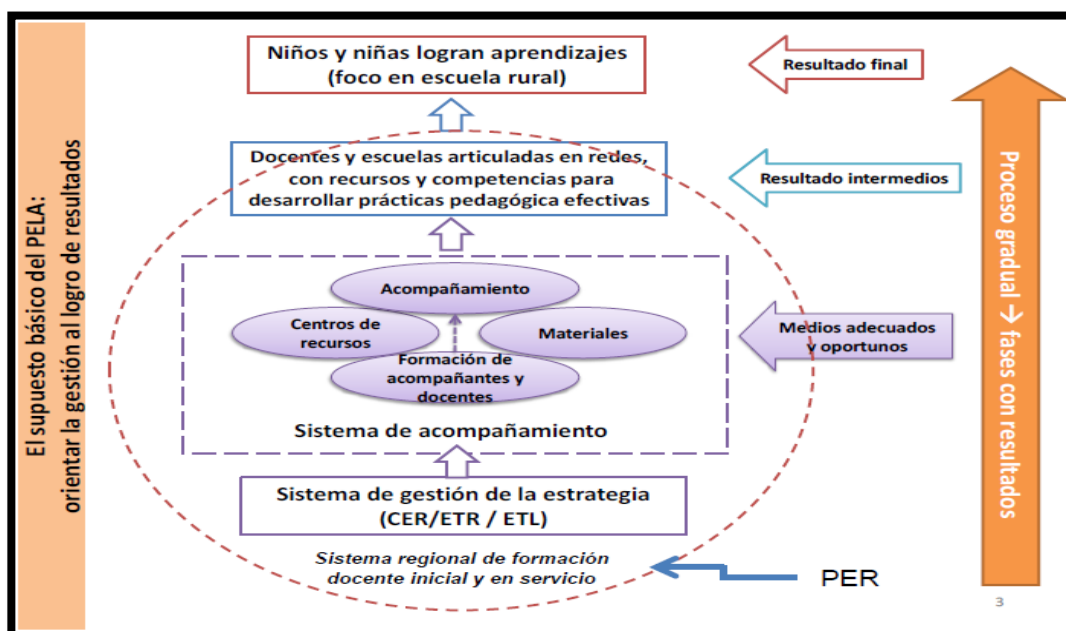 El supuesto básico del PELA:
orientar la gestión al logro de resultados
Niños y niñas logran aprendizajes
(foco en escuela rural)
Resultado final
Docentes y escuelas articuladas en redes,
con recursos y competencias para
desarrollar prácticas pedagógica efectivas
Resultado intermedios
Acompañamiento
Centros de
recursos
Materiales
Formación de
acompañantes y
docentes
Sistema de acompañamiento
Medios adecuados
y oportunos
Sistema de gestión de la estrategia
(CER/ETR / ETL)
Sistema regional de formación
docente inicial y en servicio
PER
Proceso gual → fases con resultados
3